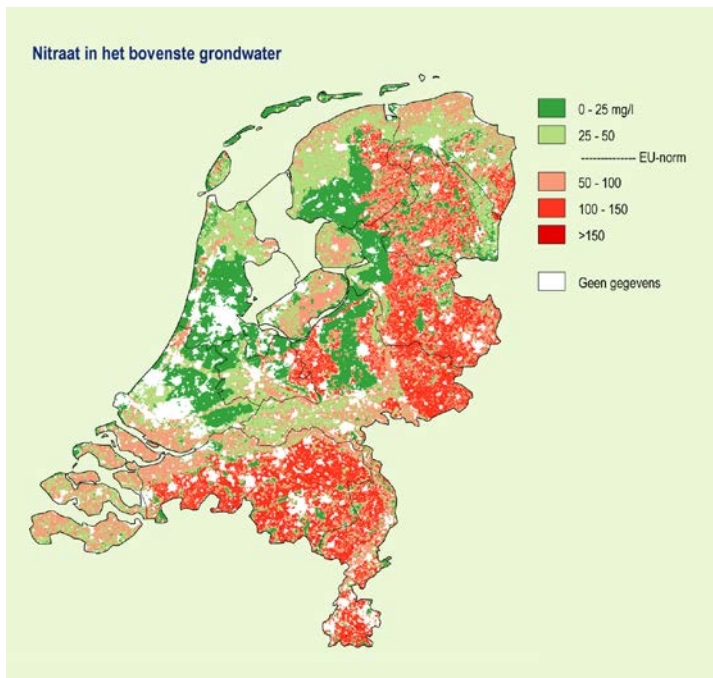 Nitraat in het bovenste grondwater
0 - 25 mg/l
25 - 50
-------------- EU-norm
50 - 100
100 - 150
>150
Geen gegevens